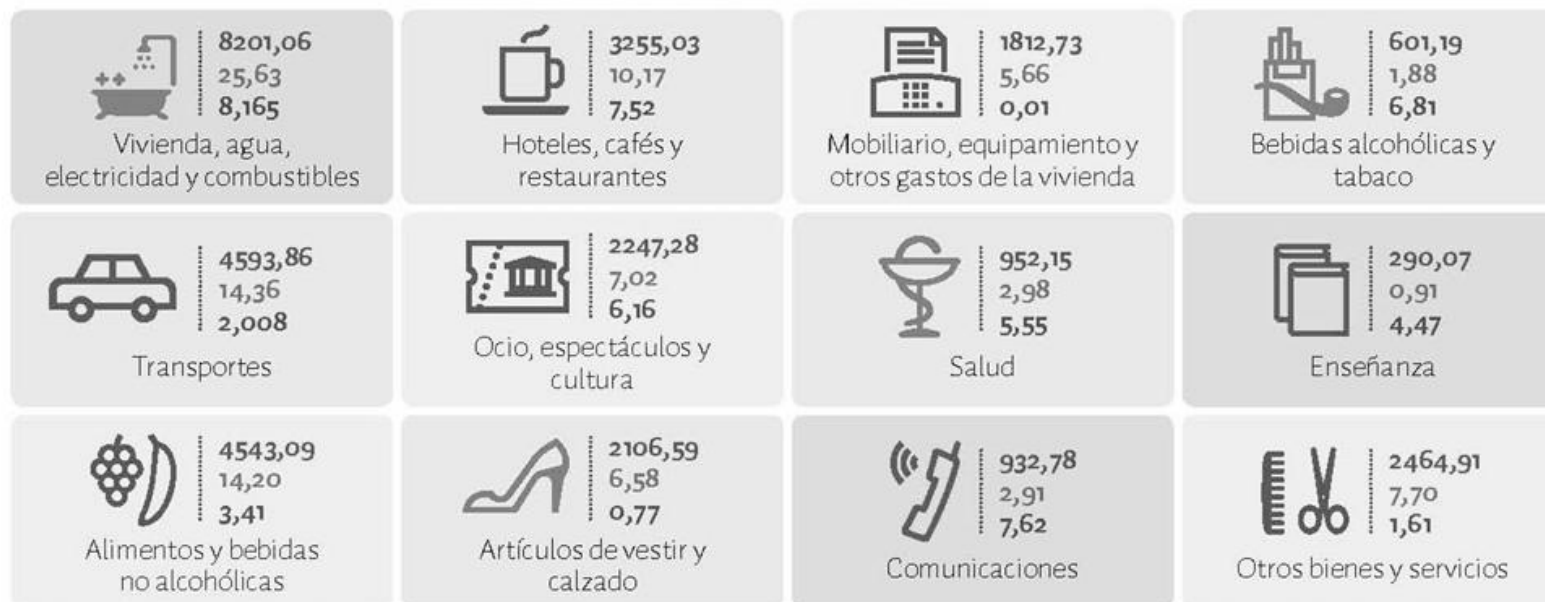 8201,06
25,63
8,165
Vivienda, agua,
electricidad y combustibles
3255,03
10,17
7,52
Hoteles, cafés y
restaurantes
1812,73
5,66
0,01
Mobiliario, equipamiento y
otros gastos de la vivienda
601,19
1,88
6,81
Bebidas alcohólicas y
tabaco
4593,86
14,36
2,008
Transportes
2247,28
7,02
6,16
Ocio, espectáculos y
cultura
952,15
2,98
5,55
Salud
290,07
0,91
4,47
Enseñanza
4543,09
14,20
3,41
Alimentos y bebidas
no alcohólicas
2106,59
6,58
0,77
Artículos de vestir y
calzado
932,78
2,91
7,62
Comunicaciones
2464,91
7,70
1,61
Otros bienes y servicios